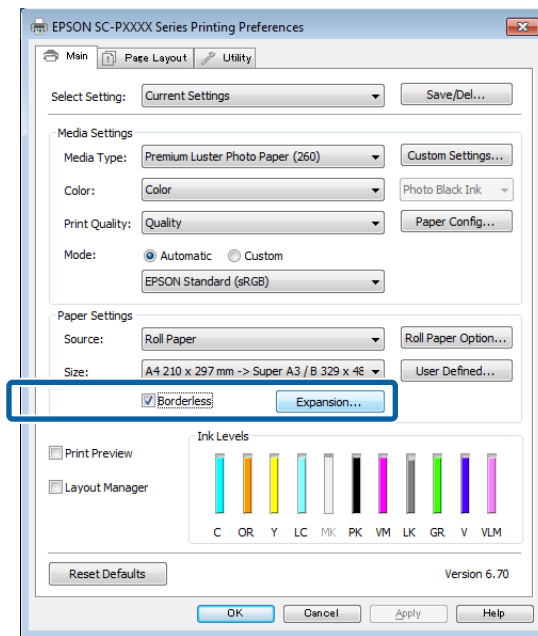 EPSON SC-PXXXX Series Printing Preferences
Main Page Layout Utility
Select Setting: Current Settings Save/Del...
Media Settings
Media Type: Premium Luster Photo Paper (260) Custom Settings...
Color: Color Photo Black Ink
Print Quality: Quality Paper Config...
Mode: Automatic Custom
EPSON Standard (sRGB)
Paper Settings
Source: Roll Paper Roll Paper Option...
Size: A4 210 x 297 mm -> Super A3 / B 329 x 48 User Defined...
Borderless Expansion...
Ink Levels
Print Preview
Layout Manager
C OR Y LC MK PK VM LK GR V VLM
Reset Defaults Version 6.70
OK Cancel Apply Help